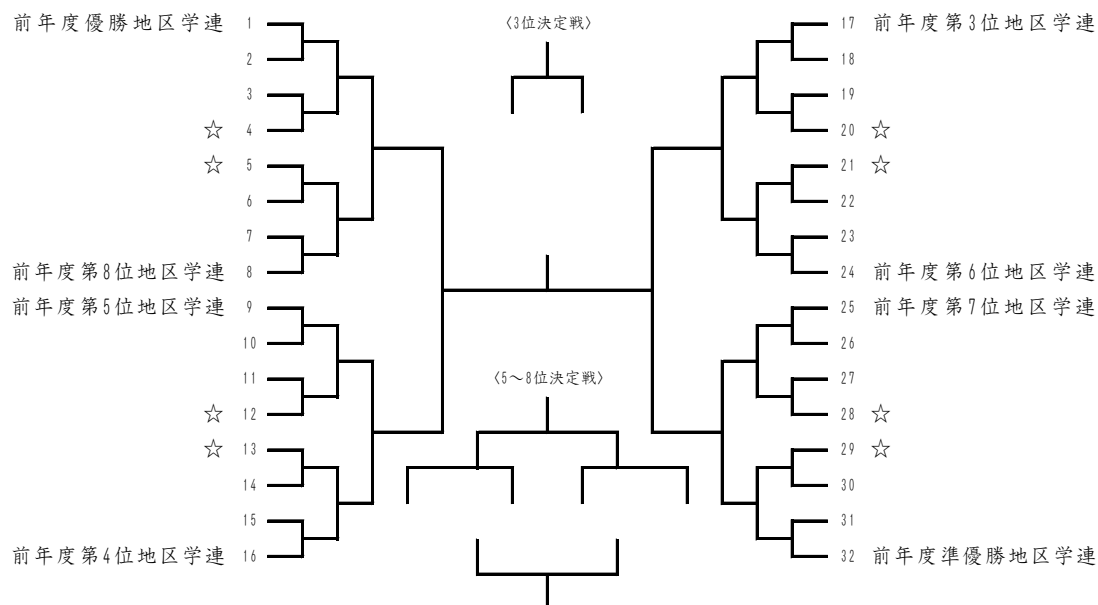 前年度優勝地区学連 1
2
3
☆ 4
☆ 5
6
7
前年度第8位地区学連 8
前年度第5位地区学連 9
10
11
☆ 12
☆ 13
14
15
前年度第4位地区学連 16
〈3位決定戦〉
〈5～8位決定戦〉
17 前年度第3位地区学連
18
19
20 ☆
21 ☆
22
23
24 前年度第6位地区学連
25 前年度第7位地区学連
26
27
28 ☆
29 ☆
30
31
32 前年度準優勝地区学連